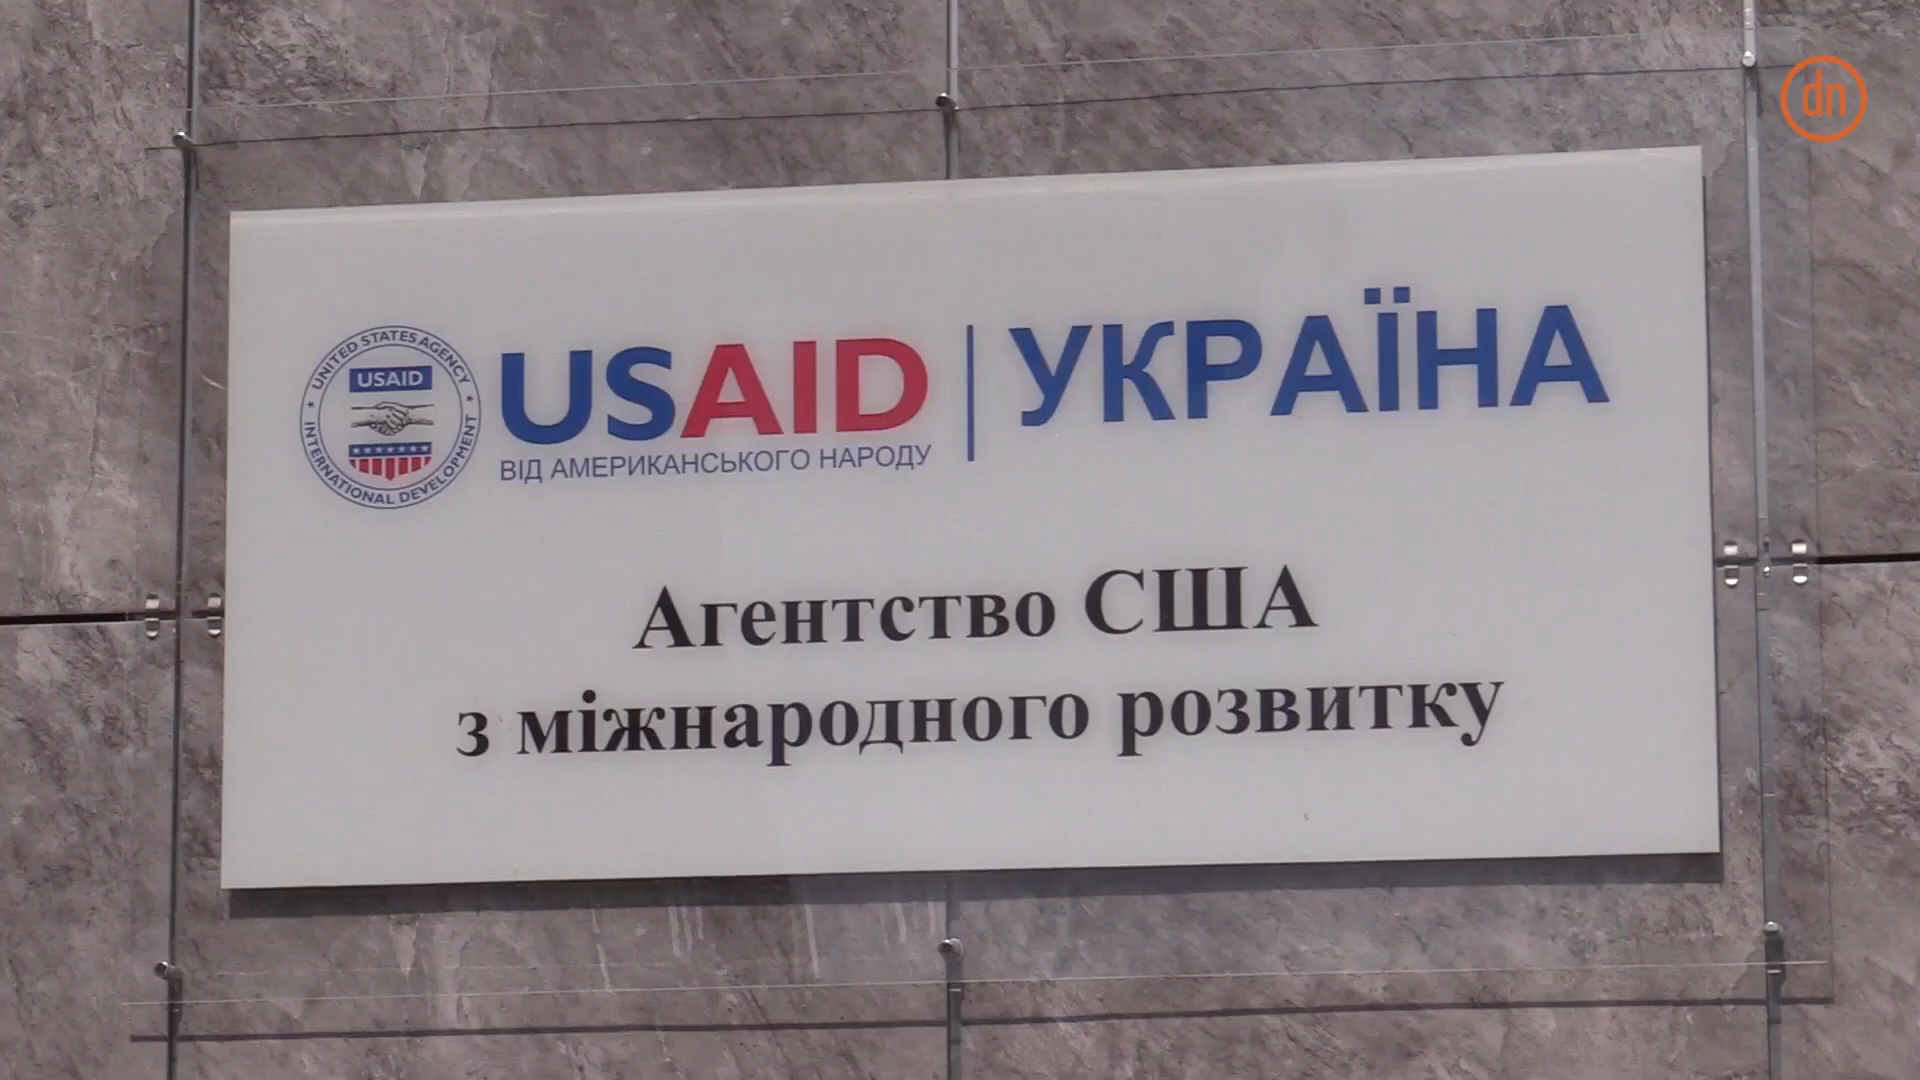 dn
UNITED STATES AGENCY
USAID
INTERNATIONAL DEVELOPMENT
USAID | УКРАЇНА
ВІД АМЕРИКАНСЬКОГО НАРОДУ
Агентство США
з міжнародного розвитку